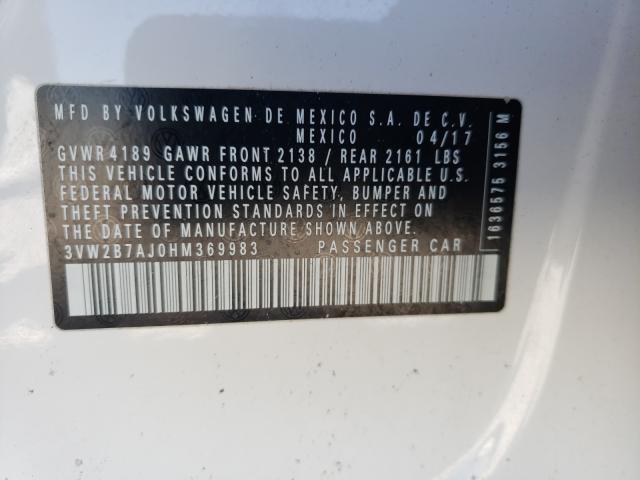 MFD BY VOLKSWAGEN DE MEXICO S.A. DE C.V.
MEXICO 04/17
GVWR 4189 GAWR FRONT 2138 / REAR 2161 LBS
THIS VEHICLE CONFORMS TO ALL APPLICABLE U.S.
FEDERAL MOTOR VEHICLE SAFETY, BUMPER AND
THEFT PREVENTION STANDARDS IN EFFECT ON
THE DATE OF MANUFACTURE SHOWN ABOVE.
3VW2B7AJ0HM369983 PASSENGER CAR
1636575 3156 M